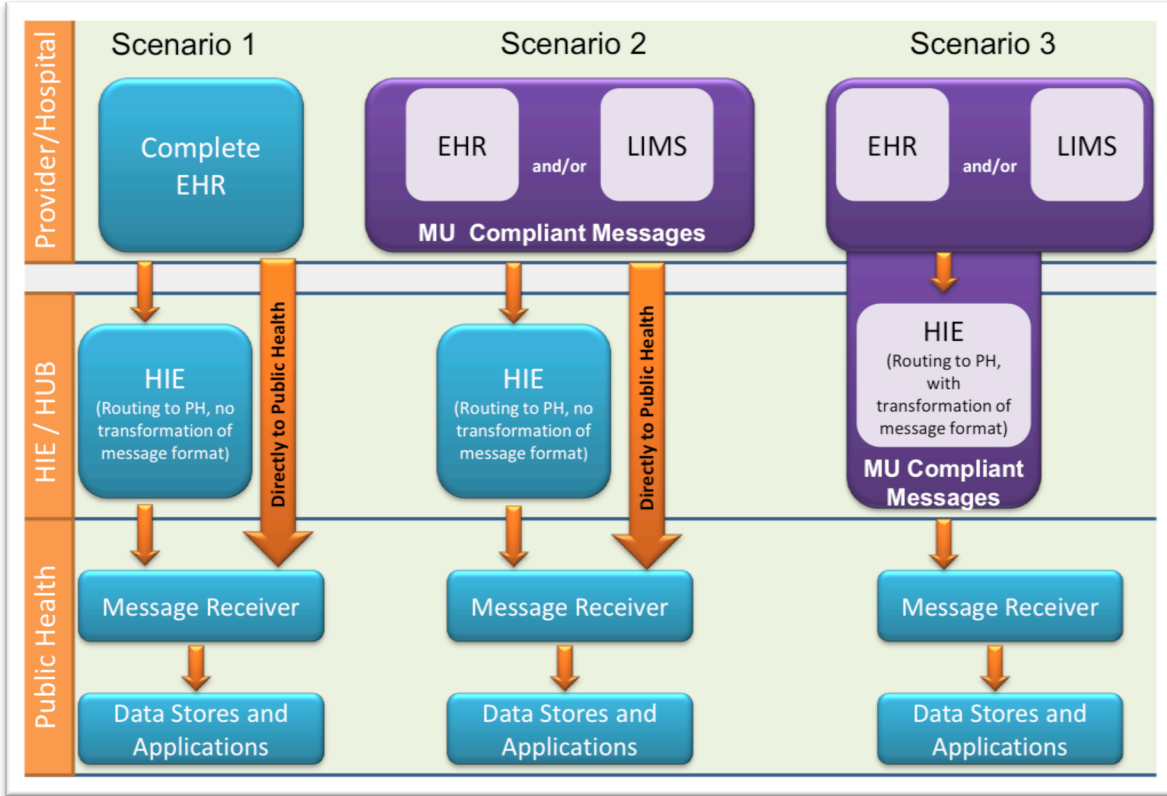 Scenario 1
Scenario 2
Scenario 3
Provider/Hospital
Complete
EHR
EHR
and/or
LIMS
MU Compliant Messages
EHR
and/or
LIMS
HIE / HUB
HIE
(Routing to PH, no
transformation of
message format)
Directly to Public Health
HIE
(Routing to PH, no
transformation of
message format)
Directly to Public Health
HIE
(Routing to PH,
with
transformation of
message format)
MU Compliant
Messages
Public Health
Message Receiver
Message Receiver
Message Receiver
Data Stores and
Applications
Data Stores and
Applications
Data Stores and
Applications